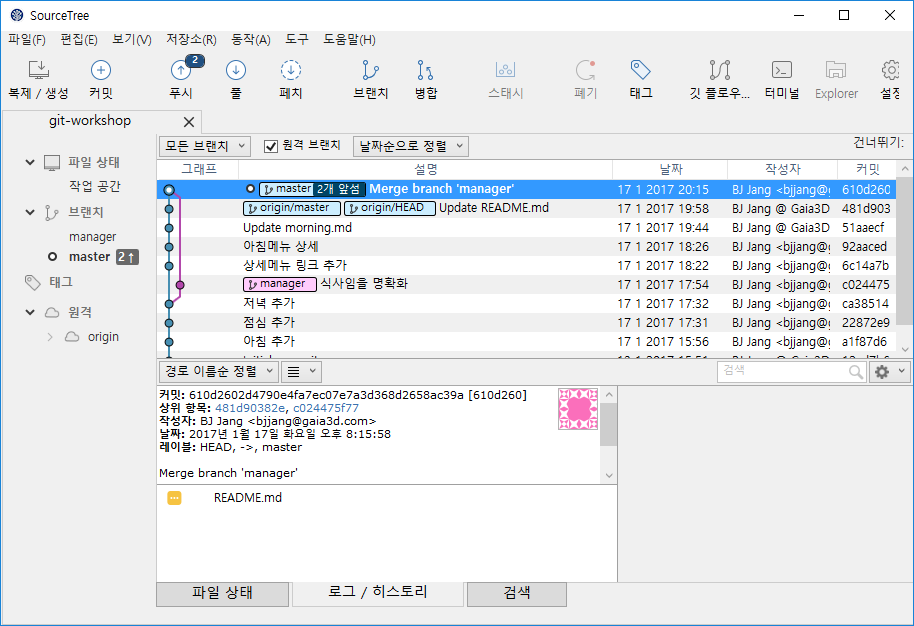 SourceTree
파일(F) 편집(E) 보기(V) 저장소(R) 동작(A) 도구 도움말(H)
2
복제 / 생성 커밋 푸시 풀 패치 브랜치 병합 스태시 폐기 태그 깃 플로우... 터미널 Explorer 설정
git-workshop
모든 브랜치 원격 브랜치 날짜순으로 정렬 건너뛰기:
파일 상태
작업 공간
브랜치
manager
master 2↑
태그
원격
origin
그래프 설명 날짜 작성자 커밋
master 2개 앞섬 Merge branch 'manager' 17 1 2017 20:15 BJ Jang <bjjang@ 610d260
origin/master origin/HEAD Update README.md 17 1 2017 19:58 BJ Jang @ Gaia3D 481d903
Update morning.md 17 1 2017 19:44 BJ Jang @ Gaia3D 51aaecf
아침메뉴 상세 17 1 2017 18:26 BJ Jang <bjjang@g 92aaced
상세메뉴 링크 추가 17 1 2017 18:22 BJ Jang <bjjang@g 6c14a7b
manager 식사임을 명확화 17 1 2017 17:54 BJ Jang <bjjang@g c024475
저녁 추가 17 1 2017 17:32 BJ Jang <bjjang@g ca38514
점심 추가 17 1 2017 17:31 BJ Jang <bjjang@g 22872e9
아침 추가 17 1 2017 15:56 BJ Jang <bjjang@g a1f87d6
경로 이름순 정렬 검색
커밋: 610d2602d4790e4fa7ec07e7a3d368d2658ac39a [610d260]
상위 항목: 481d90382e, c024475f77
작성자: BJ Jang <bjjang@gaia3d.com>
날짜: 2017년 1월 17일 화요일 오후 8:15:58
레이블: HEAD, ->, master
Merge branch 'manager'
README.md
파일 상태 로그 / 히스토리 검색